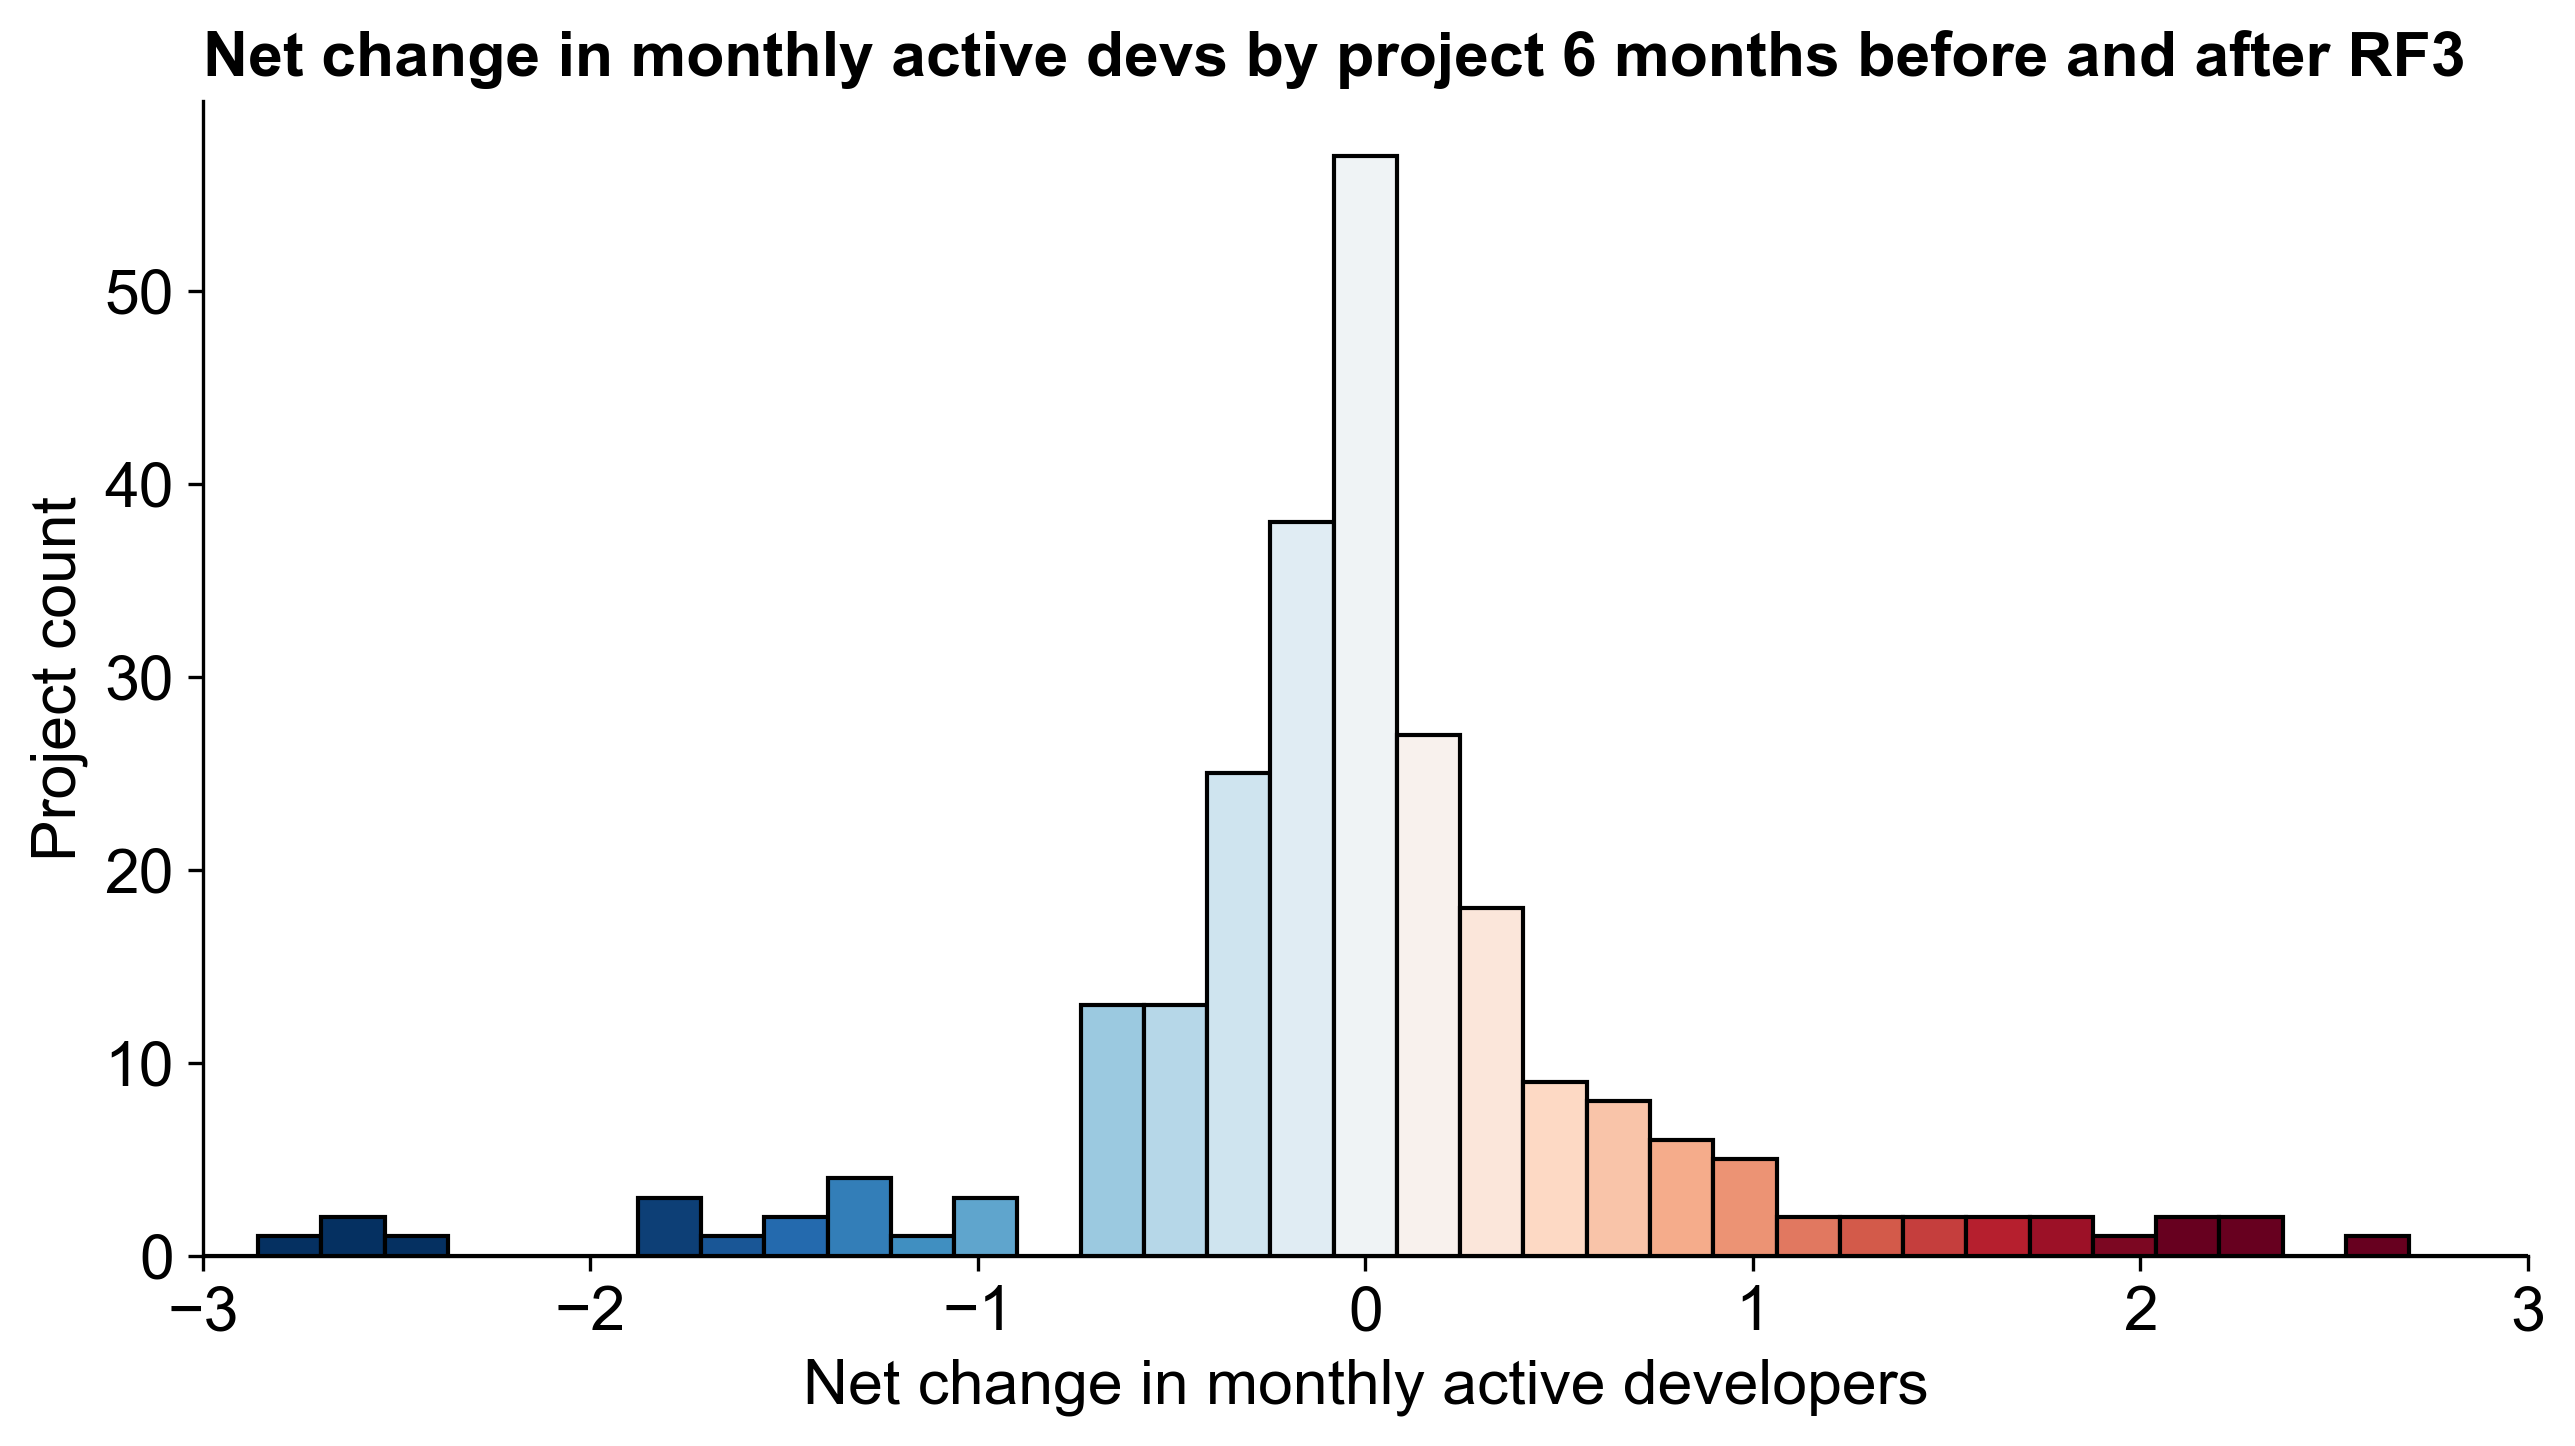 Net change in monthly active devs by project 6 months before and after RF3
Project count
50
40
30
20
10
0
−3 −2 −1 0 1 2 3
Net change in monthly active developers